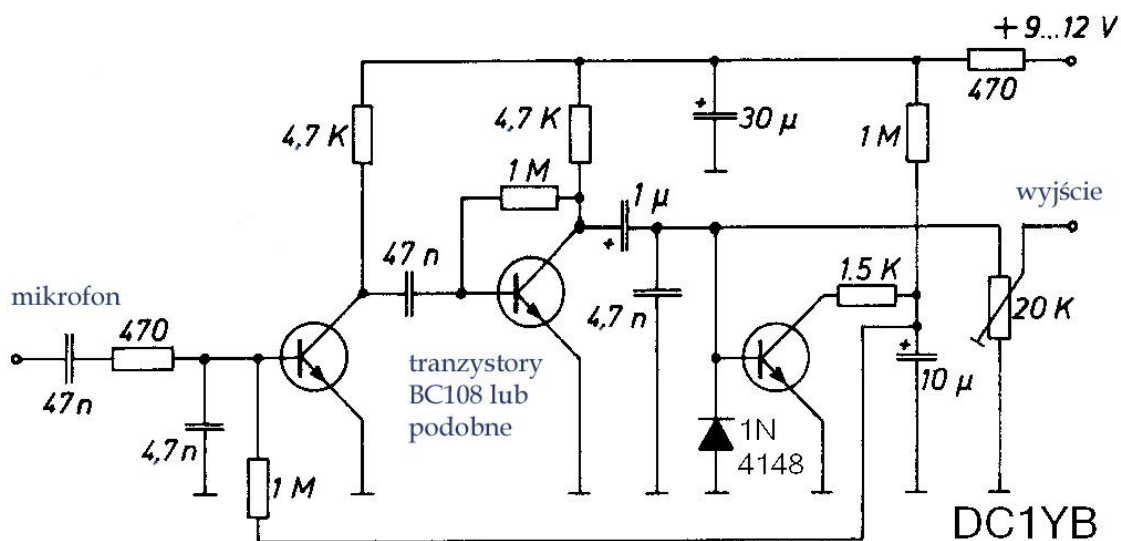 + 9...12 V
470
4,7 K
4,7 K
+
30 µ
1 M
1 M
wyjście
1 µ
+
47 n
1.5 K
mikrofon
4,7 n
20 K
470
+
10 µ
tranzystory
BC108 lub
podobne
47n
1N
4148
4,7 n
1 M
DC1YB